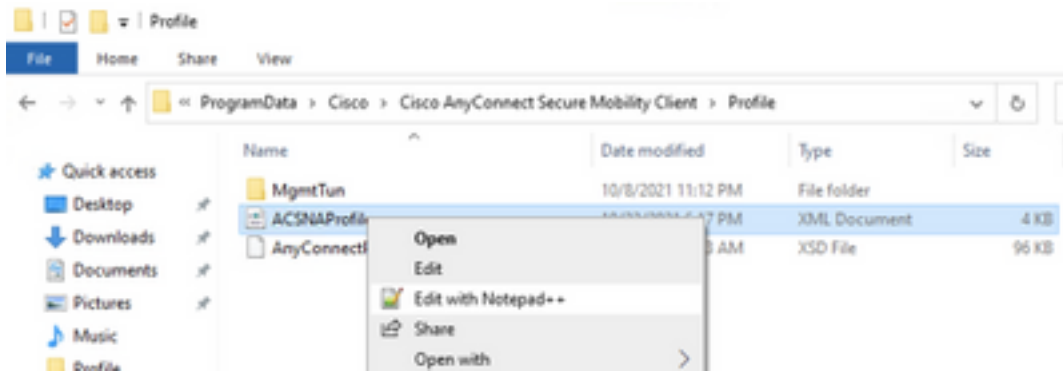 Profile
File Home Share View
« ProgramData › Cisco › Cisco AnyConnect Secure Mobility Client › Profile
Name Date modified Type Size
Quick access
MgmtTun 10/8/2021 11:12 PM File folder
Desktop
ACSNAProfile PM XML Document 4 KB
Downloads
AnyConnect AM XSD File 96 KB
Open
Documents
Edit
Pictures
Edit with Notepad++
Music
Share
Profile
Open with